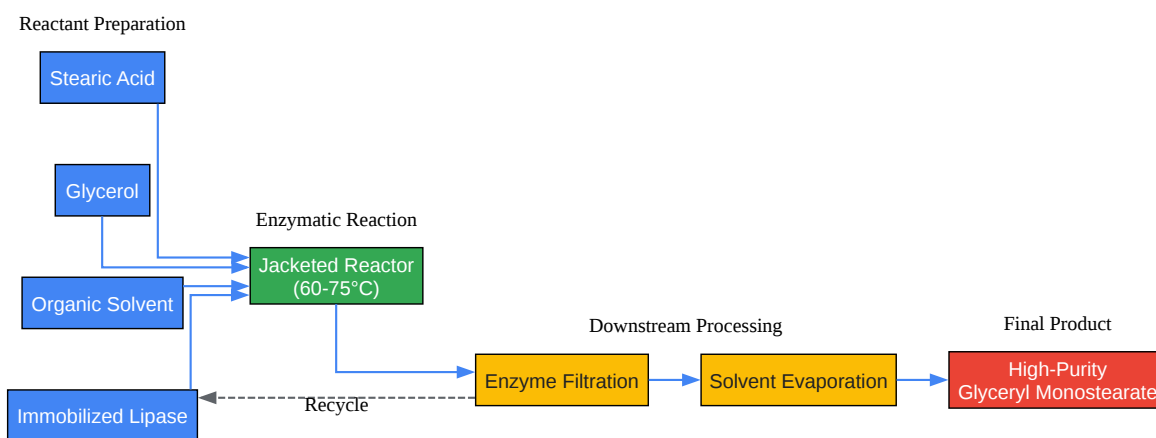 Reactant Preparation
Stearic Acid
Glycerol
Enzymatic Reaction
Jacketed Reactor
(60-75°C)
Organic Solvent
Downstream Processing
Final Product
Enzyme Filtration
Solvent Evaporation
High-Purity
Glyceryl Monostearate
Recycle
Immobilized Lipase